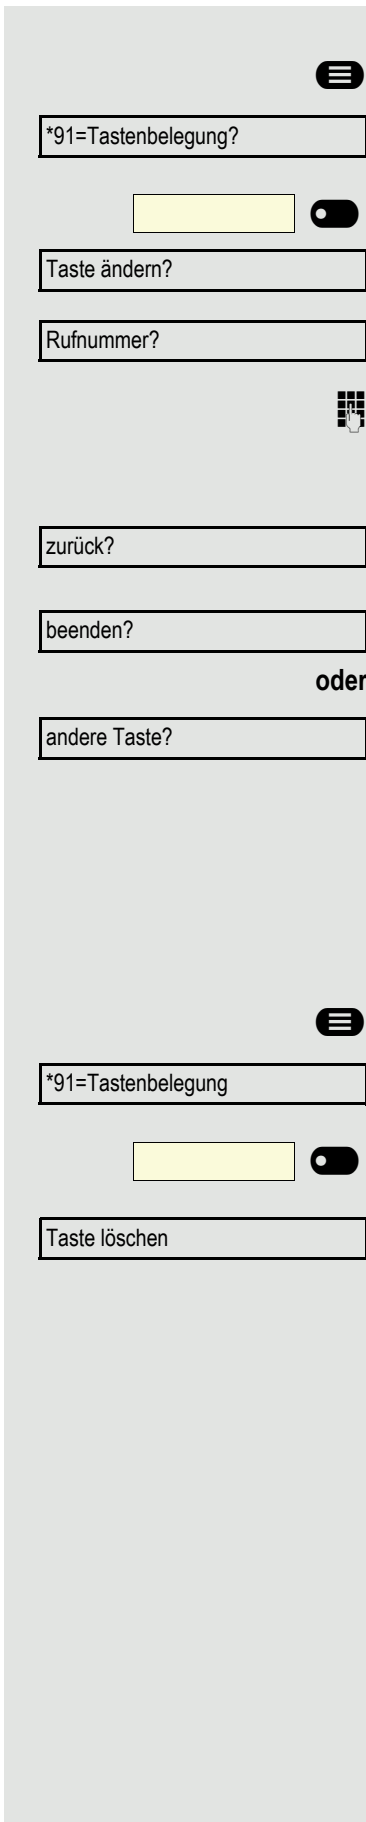 *91=Tastenbelegung?
Taste ändern?
Rufnummer?
zurück?
beenden?
oder
andere Taste?
*91=Tastenbelegung
Taste löschen